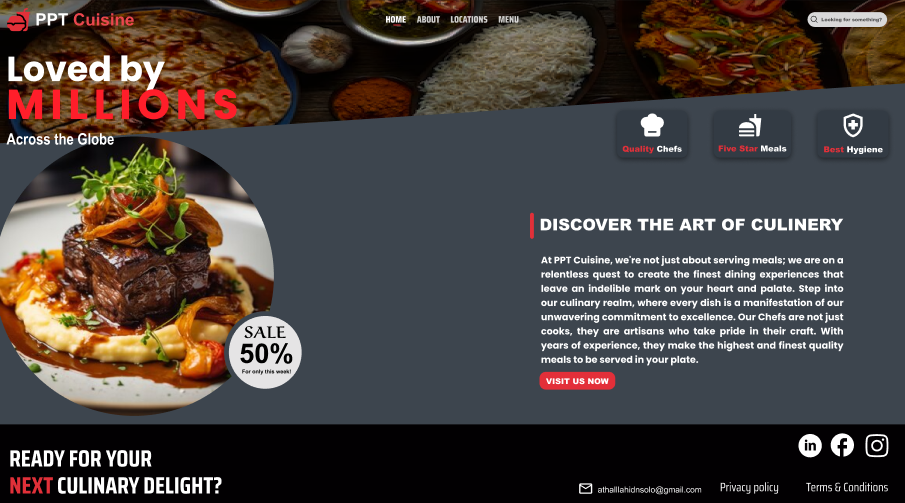 PPT Cuisine
HOME ABOUT LOCATIONS MENU
Looking for something?
Loved by
MILLIONS
Across the Globe
Quality Chefs
Five Star Meals
Best Hygiene
DISCOVER THE ART OF CULINERY
At PPT Cuisine, we're not just about serving meals; we are on a
relentless quest to create the finest dining experiences that
leave an indelible mark on your heart and palate. Step into
our culinary realm, where every dish is a manifestation of our
unwavering commitment to excellence. Our Chefs are not just
cooks, they are artisans who take pride in their craft. With
years of experience, they make the highest and finest quality
meals to be served in your plate.
VISIT US NOW
SALE
50%
For only this week!
READY FOR YOUR
NEXT CULINARY DELIGHT?
in
athalllahidnsolo@gmail.com
Privacy policy
Terms & Conditions